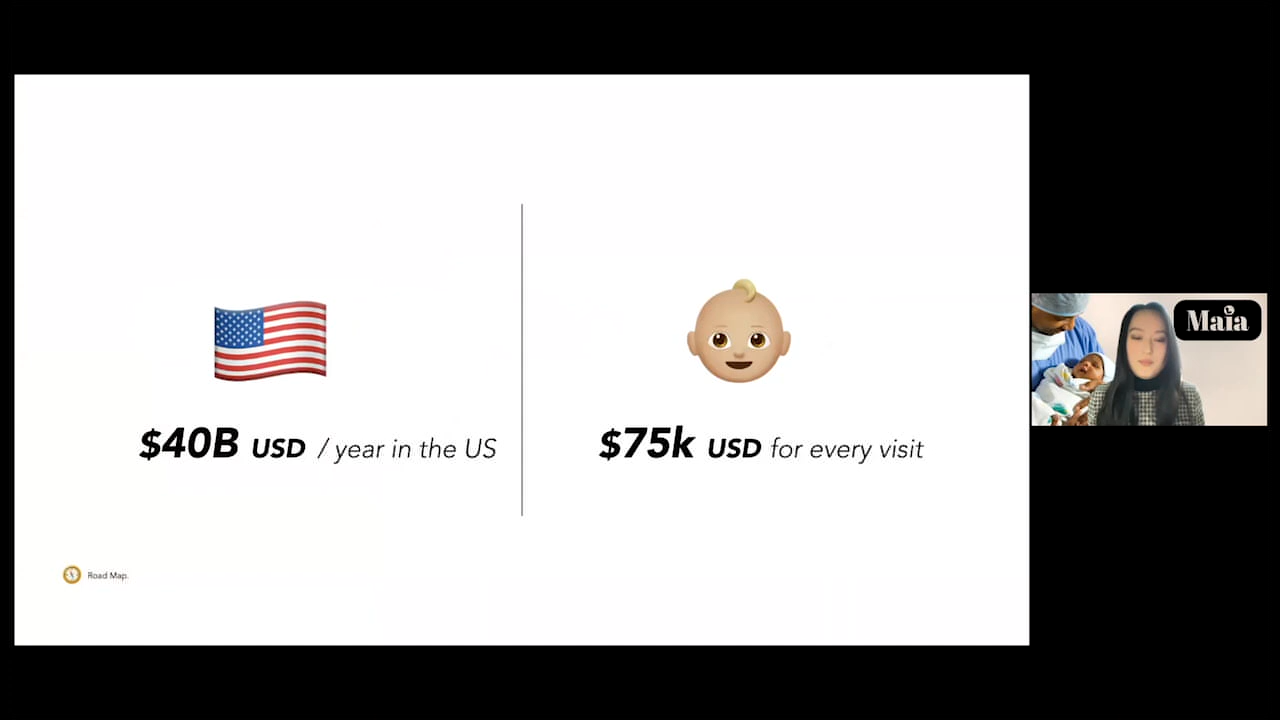 $40B USD / year in the US
$75k USD for every visit
Road Map.
Maia